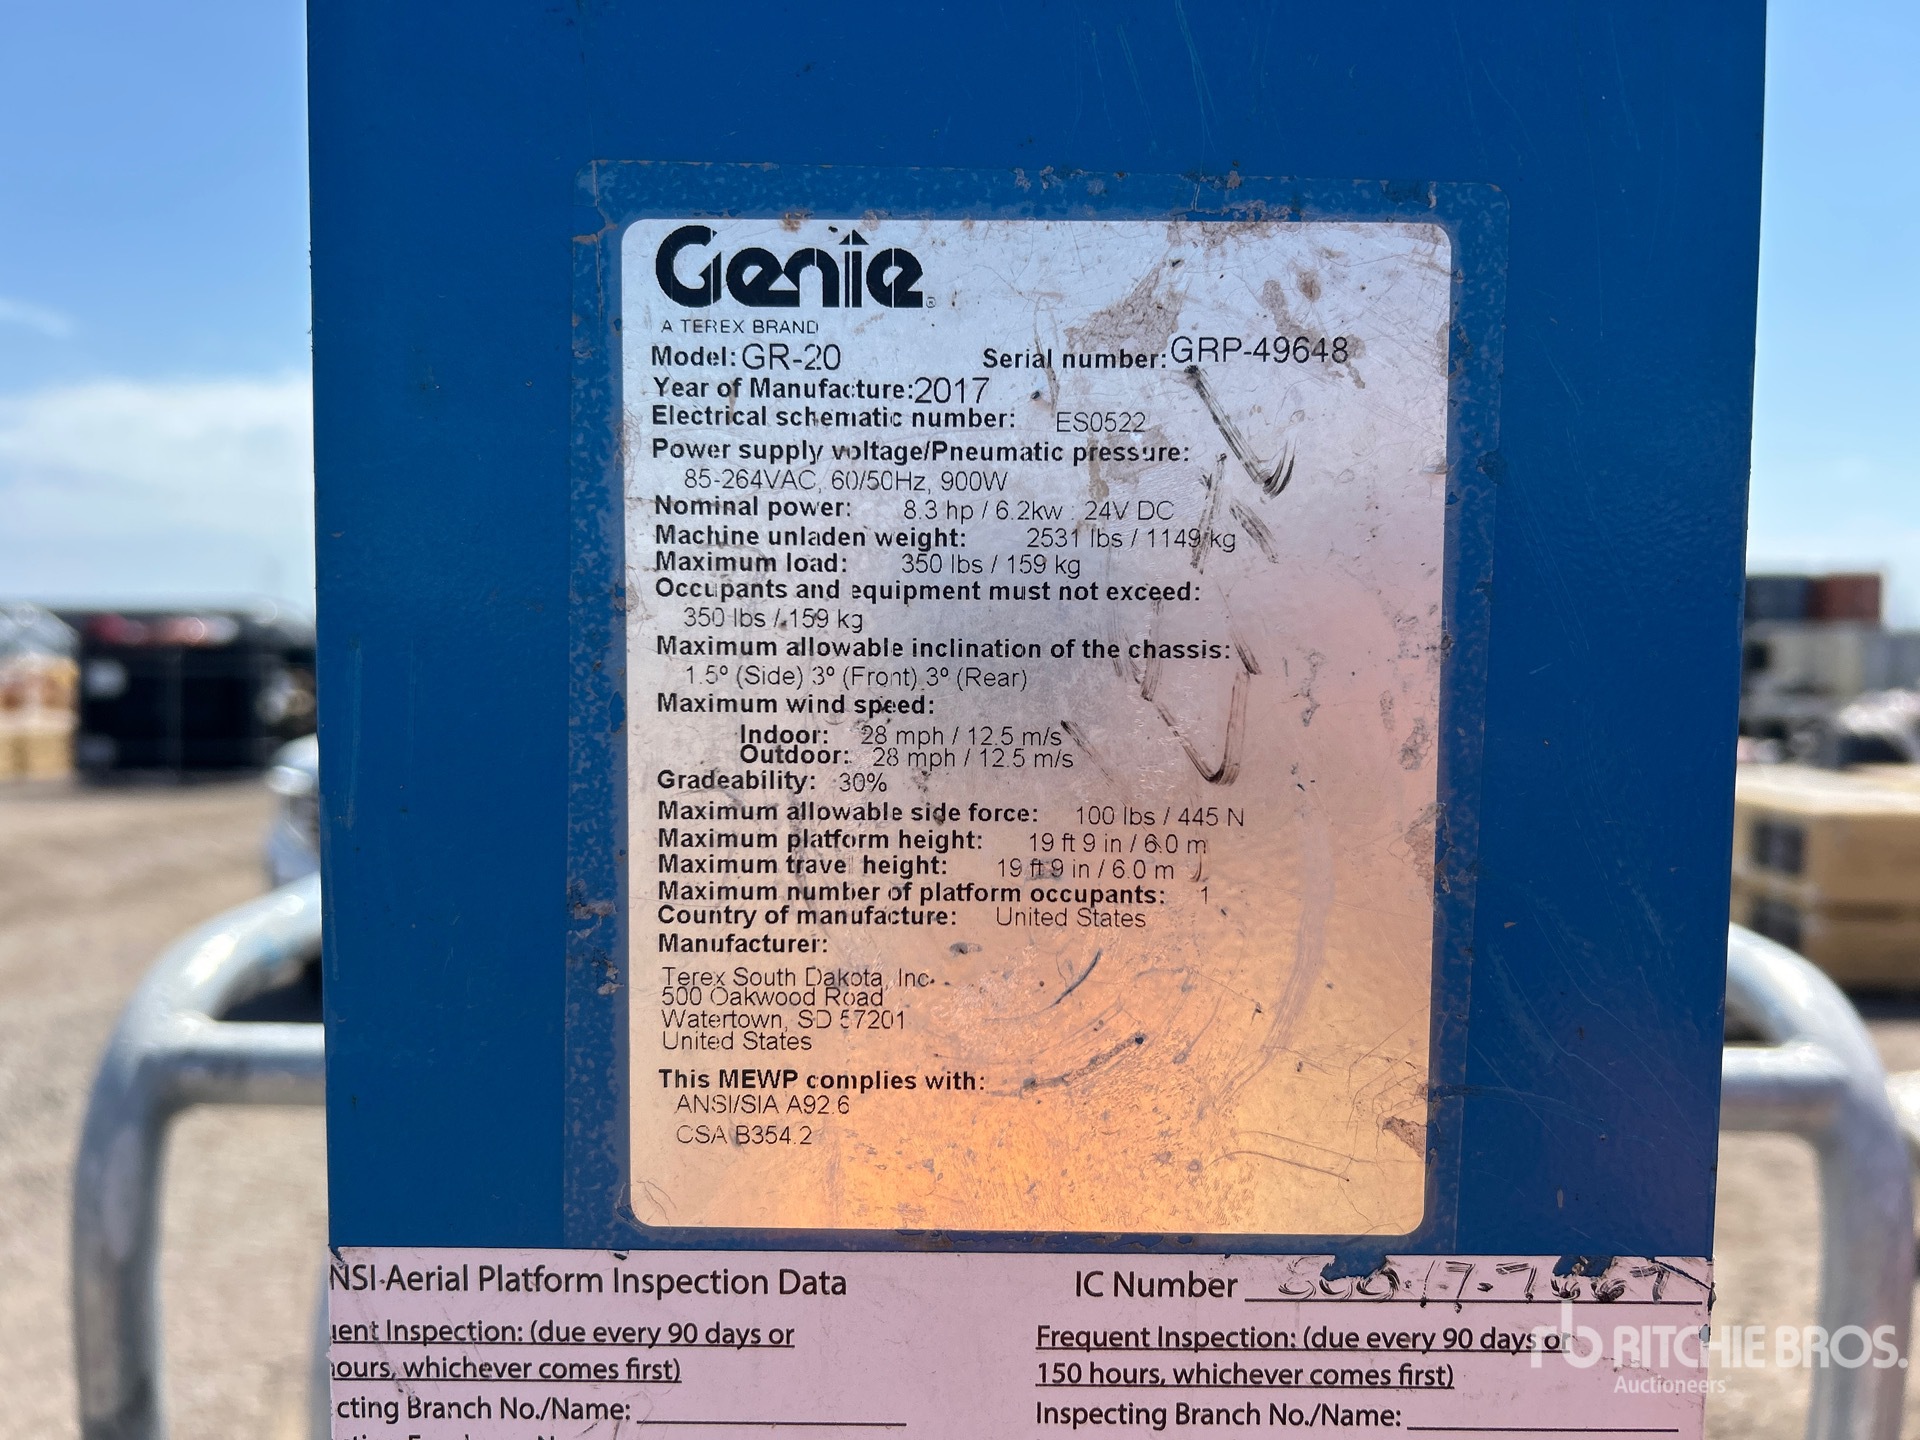 Genie
A TEREX BRAND
Model: GR-20 Serial number: GRP-49648
Year of Manufacture: 2017
Electrical schematic number: ES0522
Power supply voltage/Pneumatic pressure:
85-264VAC, 60/50Hz, 900W
Nominal power: 8.3 hp / 6.2kw : 24V DC
Machine unladen weight: 2531 lbs / 1149 kg
Maximum load: 350 lbs / 159 kg
Occupants and equipment must not exceed:
350 lbs / 159 kg
Maximum allowable inclination of the chassis:
1.5º (Side) 3º (Front) 3º (Rear)
Maximum wind speed:
Indoor: 28 mph / 12.5 m/s
Outdoor: 28 mph / 12.5 m/s
Gradeability: 30%
Maximum allowable side force: 100 lbs / 445 N
Maximum platform height: 19 ft 9 in / 6.0 m
Maximum travel height: 19 ft 9 in / 6.0 m
Maximum number of platform occupants: 1
Country of manufacture: United States
Manufacturer:
Terex South Dakota, Inc.
500 Oakwood Road
Watertown, SD 57201
United States
This MEWP complies with:
ANSI/SIA A92.6
CSA B354.2
NSI Aerial Platform Inspection Data IC Number
uent Inspection: (due every 90 days or
ours, whichever comes first)
cting Branch No./Name:
Frequent Inspection: (due every 90 days or
150 hours, whichever comes first)
Inspecting Branch No./Name:
rb RITCHIE BROS.
Auctioneers